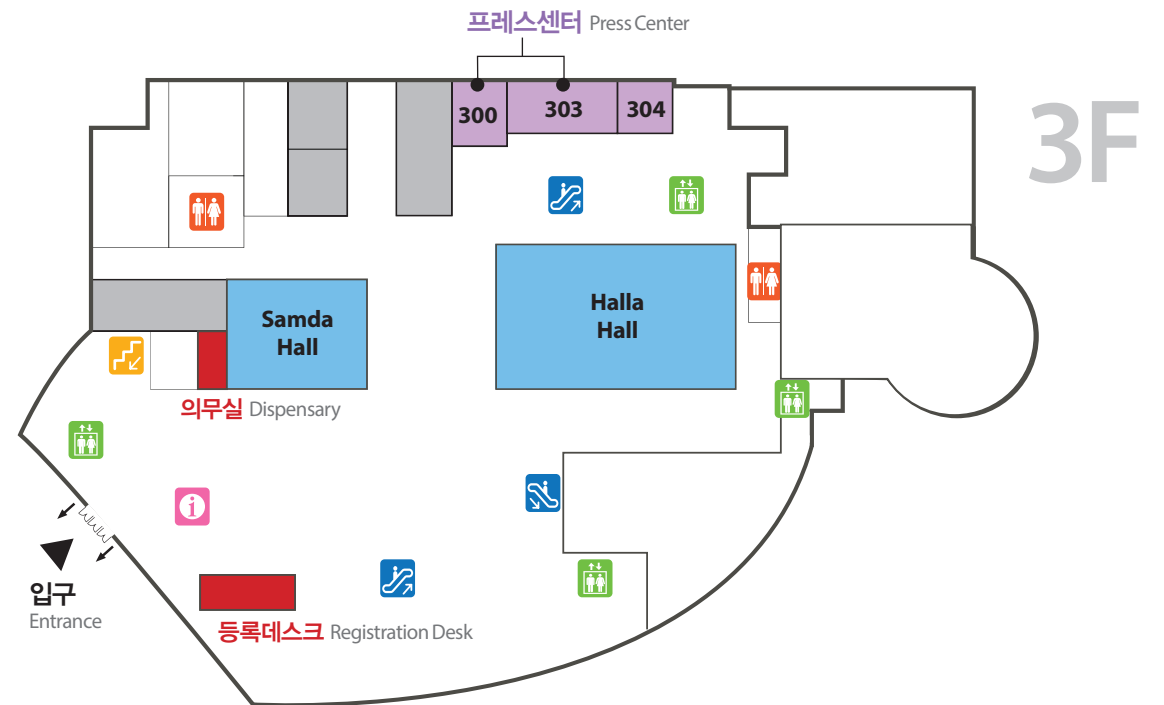 프레스센터 Press Center
3F
300
303
304
Samda
Hall
Halla
Hall
의무실 Dispensary
i
입구
Entrance
등록데스크 Registration Desk